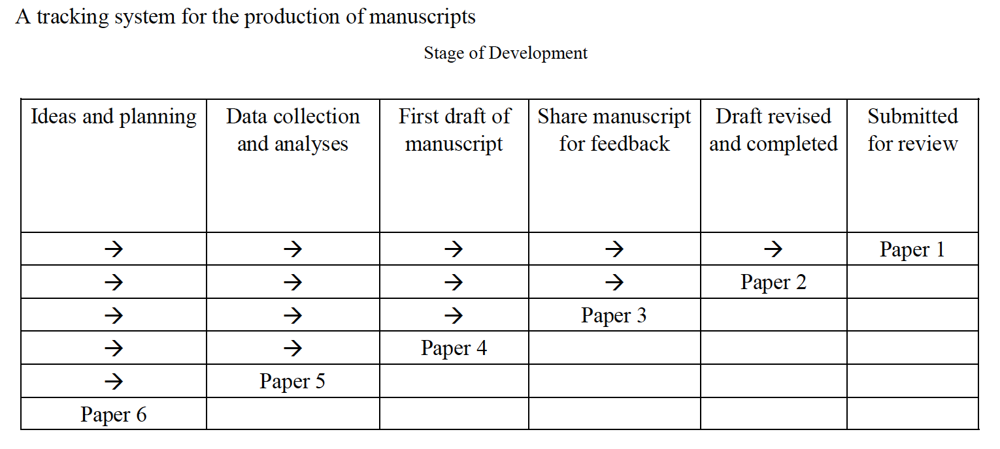 A tracking system for the production of manuscripts
Stage of Development
Ideas and planning
Data collection
and analyses
First draft of
manuscript
Share manuscript
for feedback
Draft revised
and completed
Submitted
for review
→ → → → → Paper 1
→ → → → Paper 2
→ → → Paper 3
→ → Paper 4
→ Paper 5
Paper 6